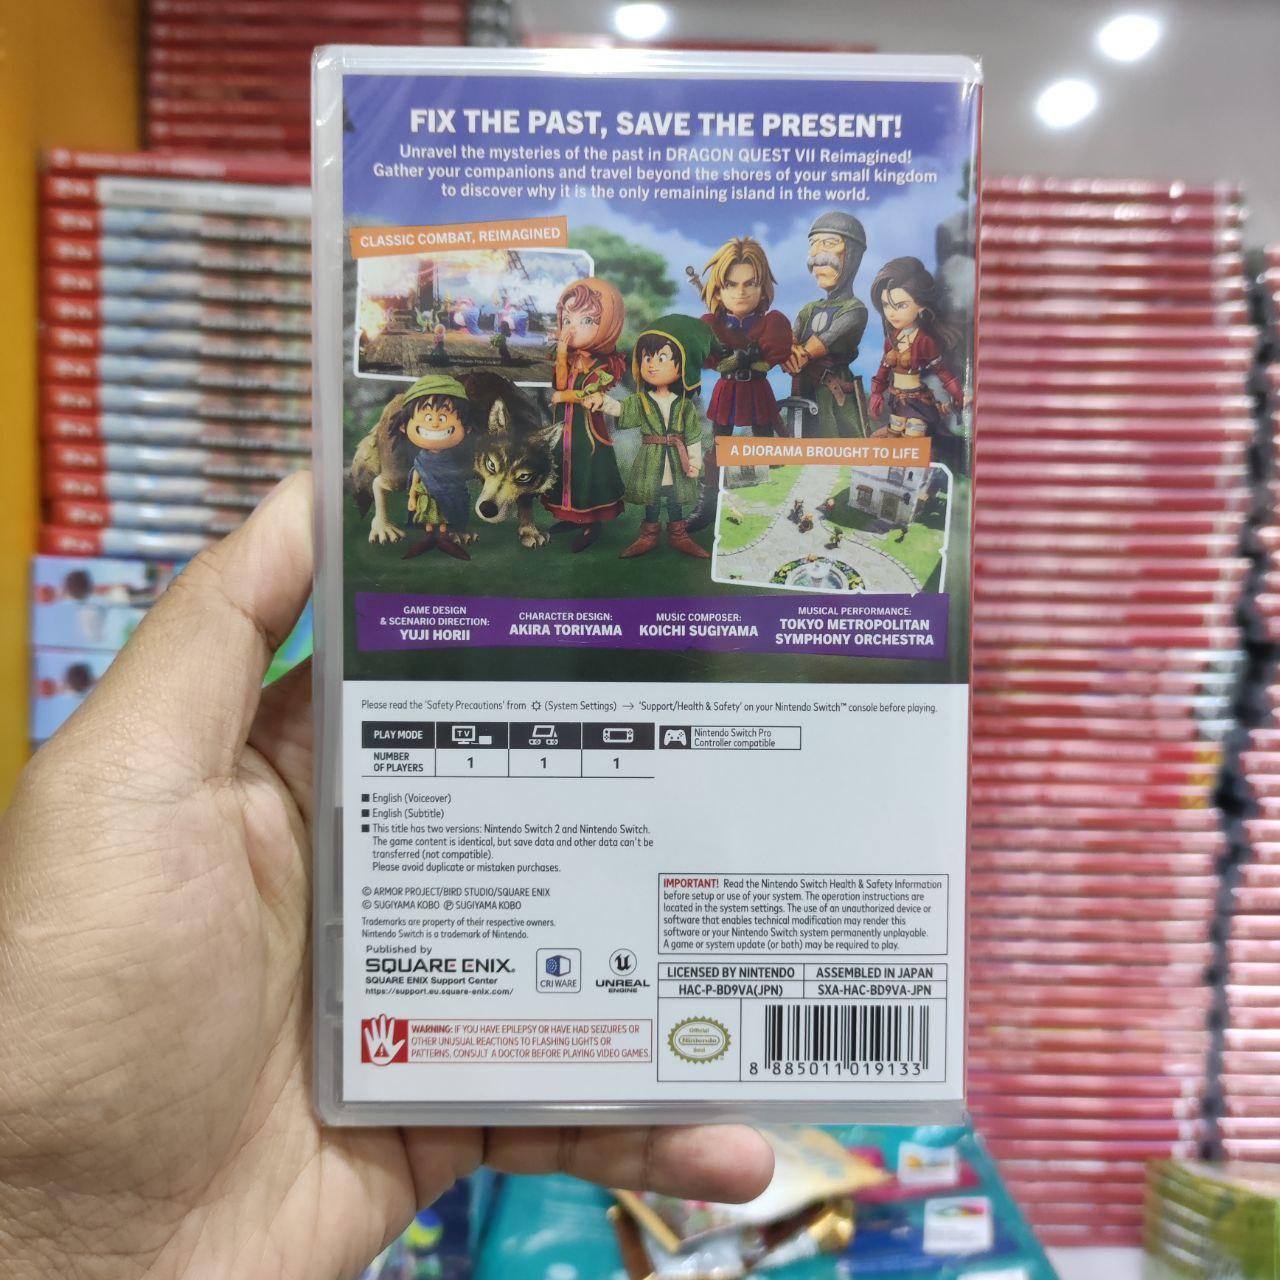 FIX THE PAST, SAVE THE PRESENT!
Unravel the mysteries of the past in DRAGON QUEST VII Reimagined!
Gather your companions and travel beyond the shores of your small kingdom
to discover why it is the only remaining island in the world.
CLASSIC COMBAT, REIMAGINED
A DIORAMA BROUGHT TO LIFE
GAME DESIGN
& SCENARIO DIRECTION:
YUJI HORII
CHARACTER DESIGN:
AKIRA TORIYAMA
MUSIC COMPOSER:
KOICHI SUGIYAMA
MUSICAL PERFORMANCE:
TOKYO METROPOLITAN
SYMPHONY ORCHESTRA
Please read the 'Safety Precautions' from (System Settings) → 'Support/Health & Safety' on your Nintendo Switch™ console before playing.
PLAY MODE
TV
Nintendo Switch Pro
Controller compatible
NUMBER
OF PLAYERS
1 1 1
■ English (Voiceover)
■ English (Subtitle)
■ This title has two versions: Nintendo Switch 2 and Nintendo Switch.
The game content is identical, but save data and other data can't be
transferred (not compatible).
Please avoid duplicate or mistaken purchases.
© ARMOR PROJECT/BIRD STUDIO/SQUARE ENIX
© SUGIYAMA KOBO ℗ SUGIYAMA KOBO
Trademarks are property of their respective owners.
Nintendo Switch is a trademark of Nintendo.
Published by
SQUARE ENIX.
SQUARE ENIX Support Center
https://support.eu.square-enix.com/
CRIWARE
UNREAL
ENGINE
IMPORTANT! Read the Nintendo Switch Health & Safety Information
before setup or use of your system. The operation instructions are
located in the system settings. The use of an unauthorized device or
software that enables technical modification may render this
software or your Nintendo Switch system permanently unplayable.
A game or system update (or both) may be required to play.
LICENSED BY NINTENDO
ASSEMBLED IN JAPAN
HAC-P-BD9VA(JPN)
SXA-HAC-BD9VA-JPN
WARNING: IF YOU HAVE EPILEPSY OR HAVE HAD SEIZURES OR
OTHER UNUSUAL REACTIONS TO FLASHING LIGHTS OR
PATTERNS, CONSULT A DOCTOR BEFORE PLAYING VIDEO GAMES.
Official
Nintendo
Seal
8 885011 019133